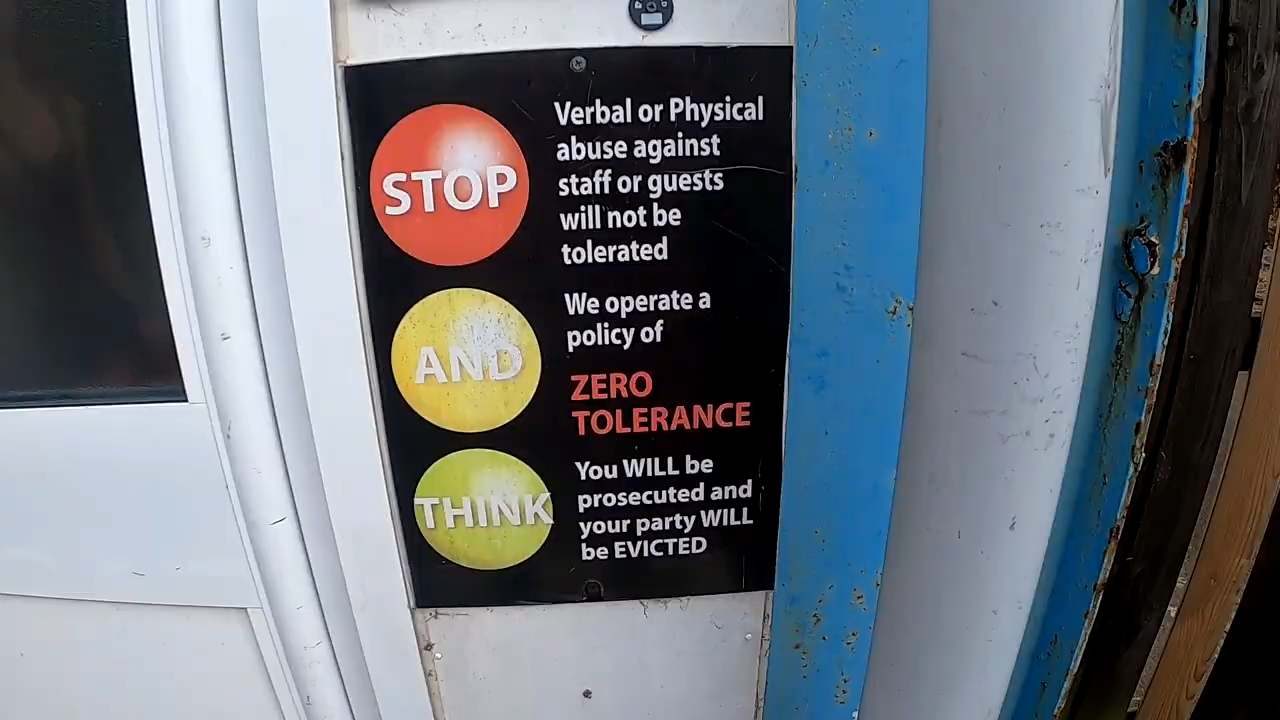 STOP
Verbal or Physical
abuse against
staff or guests
will not be
tolerated
AND
We operate a
policy of
ZERO
TOLERANCE
THINK
You WILL be
prosecuted and
your party WILL
be EVICTED